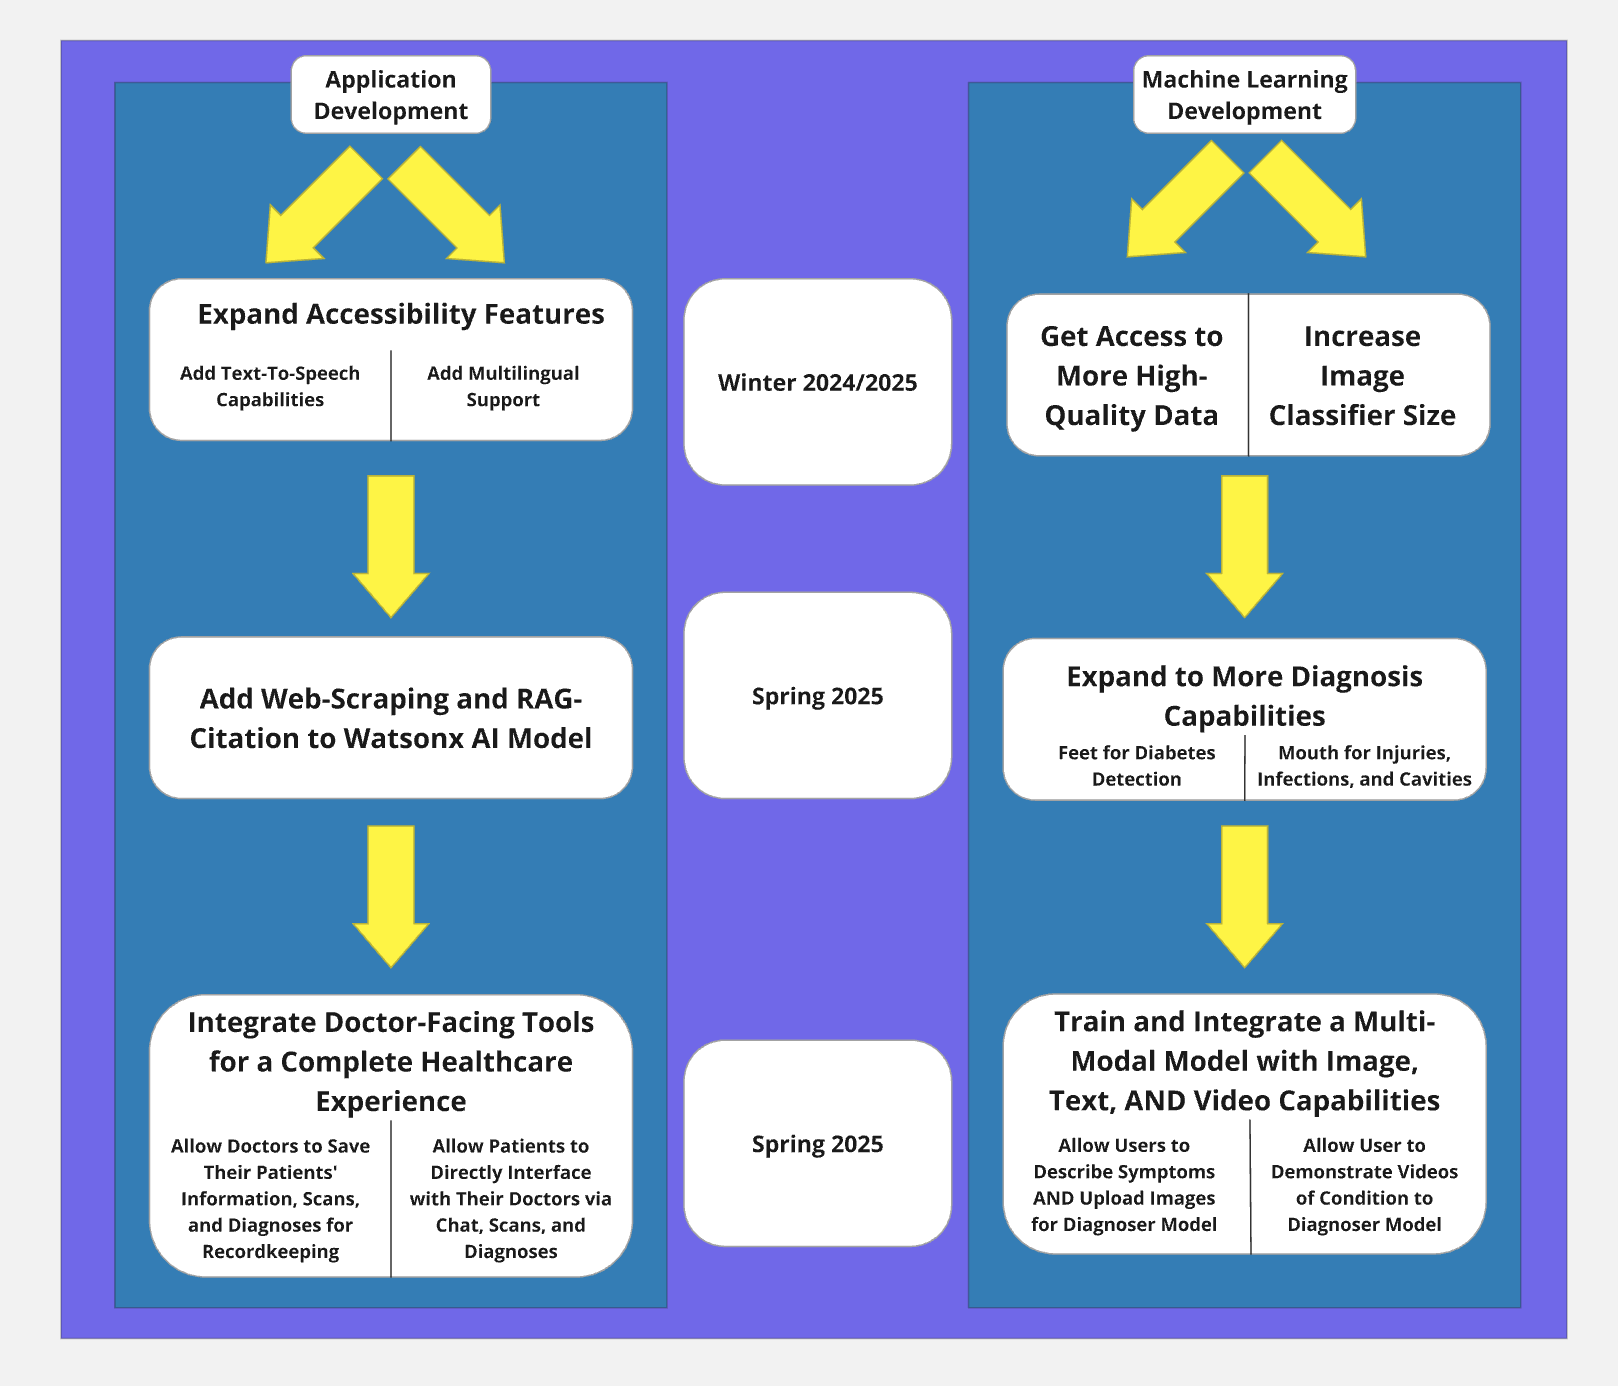 Application
Development
Machine Learning
Development
Expand Accessibility Features
Add Text-To-Speech
Capabilities
Add Multilingual
Support
Winter 2024/2025
Get Access to
More High-
Quality Data
Increase
Image
Classifier Size
Add Web-Scraping and RAG-
Citation to Watsonx AI Model
Spring 2025
Expand to More Diagnosis
Capabilities
Feet for Diabetes
Detection
Mouth for Injuries,
Infections, and Cavities
Integrate Doctor-Facing Tools
for a Complete Healthcare
Experience
Allow Doctors to Save
Their Patients'
Information, Scans,
and Diagnoses for
Recordkeeping
Allow Patients to
Directly Interface
with Their Doctors via
Chat, Scans, and
Diagnoses
Spring 2025
Train and Integrate a Multi-
Modal Model with Image,
Text, AND Video Capabilities
Allow Users to
Describe Symptoms
AND Upload Images
for Diagnoser Model
Allow User to
Demonstrate Videos
of Condition to
Diagnoser Model